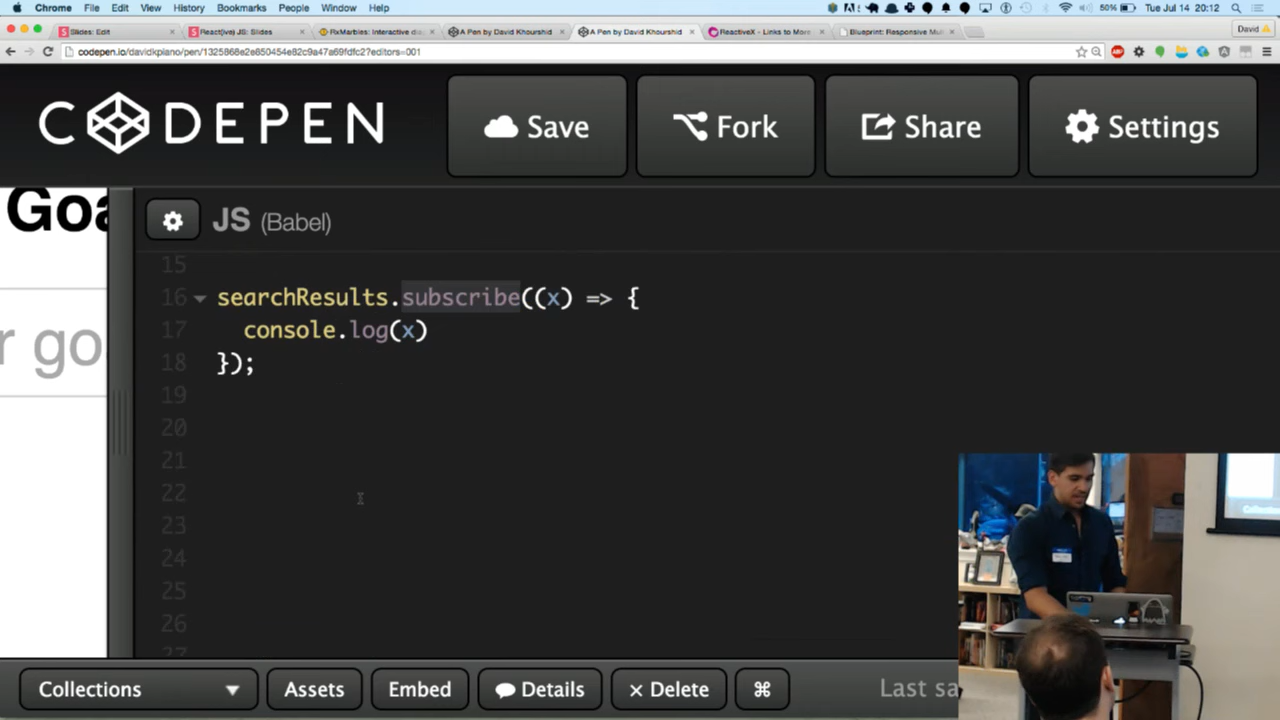 Chrome File Edit View History Bookmarks People Window Help 50% Tue Jul 14 20:12
Slides: Edit
React(ive) JS: Slides
RxMarbles: Interactive dia
A Pen by David Khourshid
A Pen by David Khourshid
ReactiveX - Links to More
Blueprint: Responsive Mul
David
codepen.io/davidkpiano/pen/1325868e2e650454e82c9a47a69fdfc2?editors=001
CODEPEN
Save
Fork
Share
Settings
Goa
r go
JS (Babel)
15
16 searchResults.subscribe((x) => {
17 console.log(x)
18 });
19
20
21
22
23
24
25
26
27
Collections
Assets
Embed
Details
× Delete
⌘
Last sa